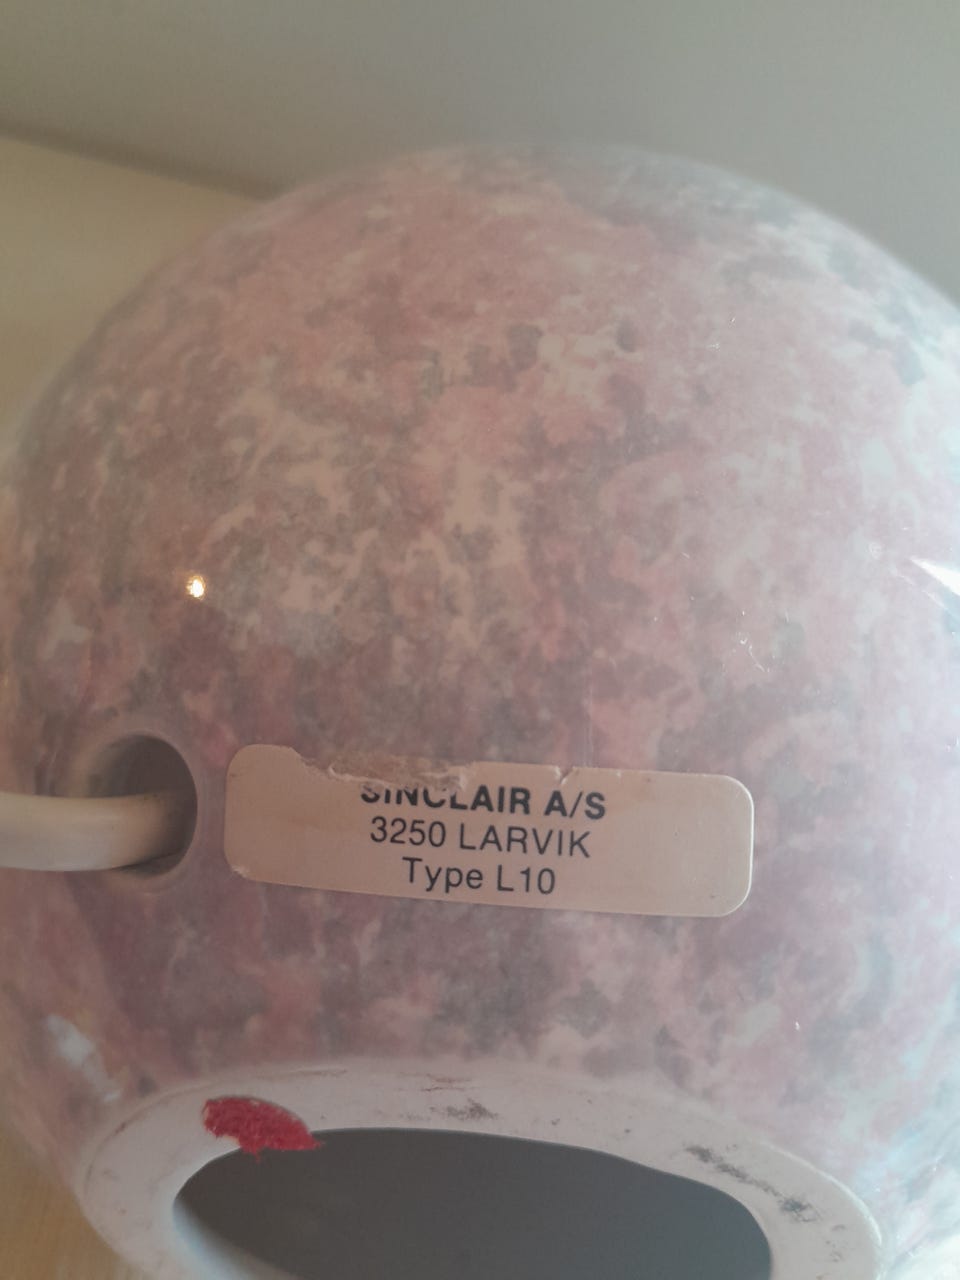 SINCLAIR A/S
3250 LARVIK
Type L10